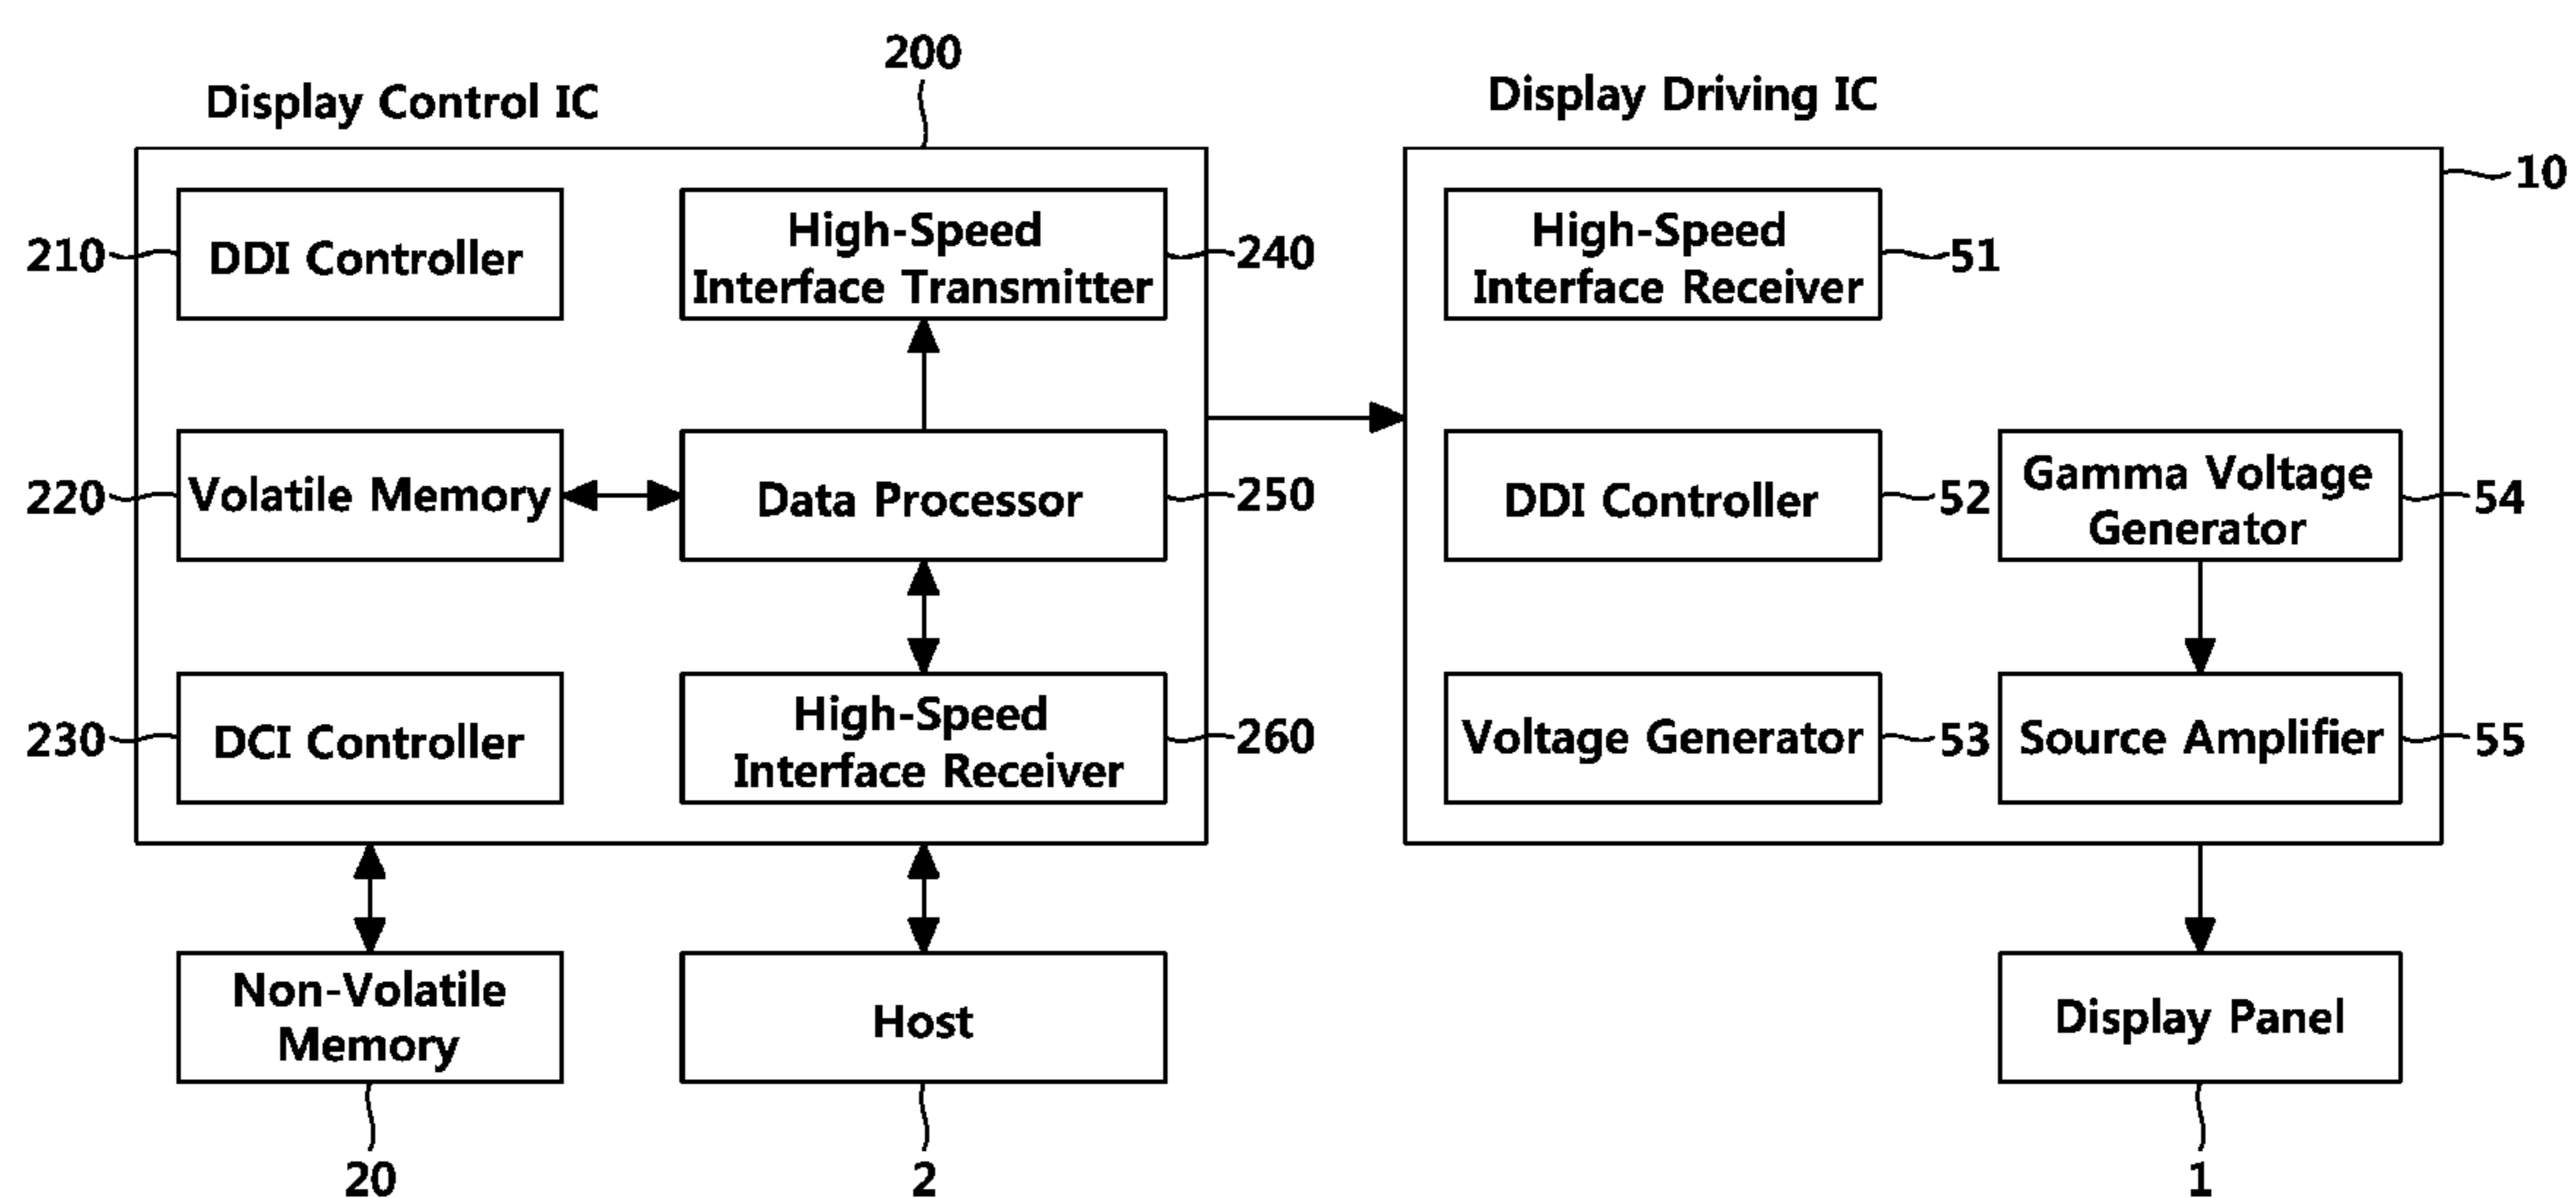 200
Display Control IC
Display Driving IC
10
210
DDI Controller
High-Speed
Interface Transmitter
240
High-Speed
Interface Receiver
51
220
Volatile Memory
Data Processor
250
DDI Controller
52
Gamma Voltage
Generator
54
230
DCI Controller
High-Speed
Interface Receiver
260
Voltage Generator
53
Source Amplifier
55
Non-Volatile
Memory
Host
Display Panel
20
2
1